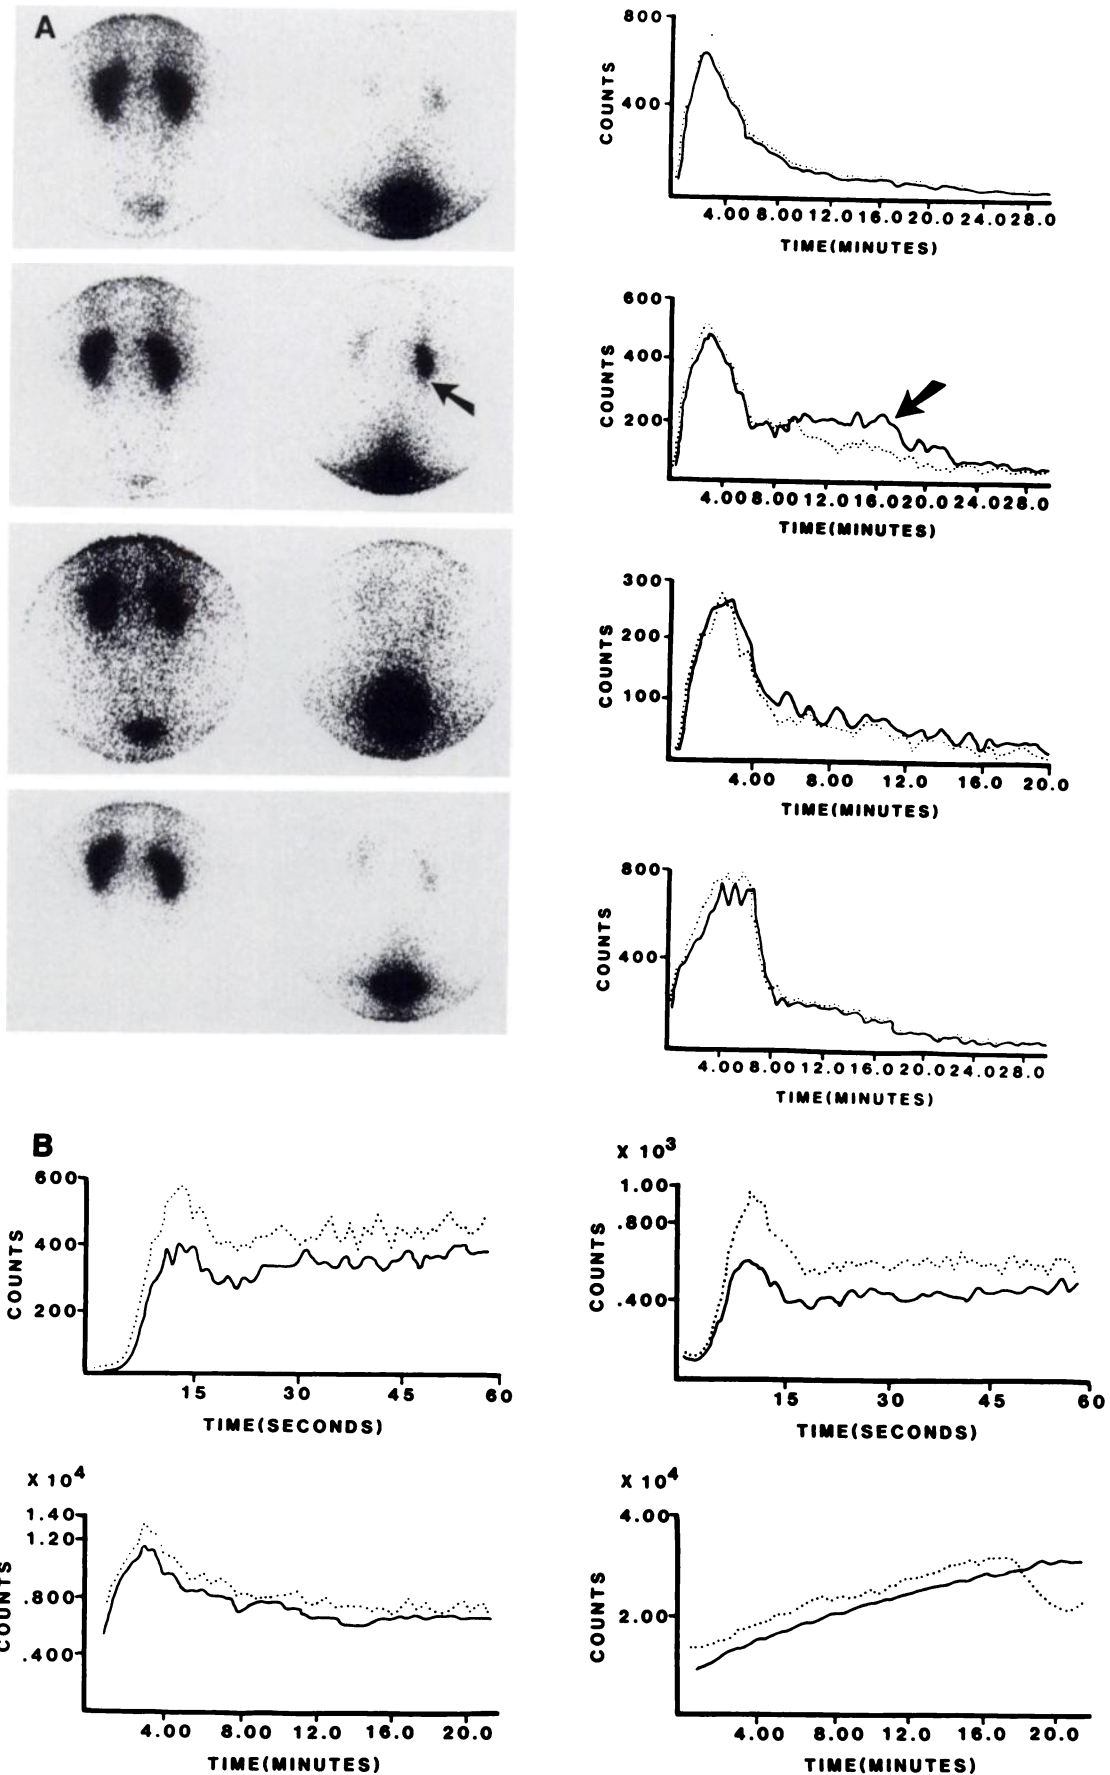 A
800
400
COUNTS
4.00 8.00 12.0 16.0 20.0 24.0 28.0
TIME(MINUTES)
600
400
200
COUNTS
4.00 8.00 12.0 16.0 20.0 24.0 28.0
TIME(MINUTES)
300
200
100
COUNTS
4.00 8.00 12.0 16.0 20.0
TIME(MINUTES)
800
400
COUNTS
4.00 8.00 12.0 16.0 20.0 24.0 28.0
TIME(MINUTES)
B
600
400
200
COUNTS
15 30 45 60
TIME(SECONDS)
X 10³
1.00
.800
.400
COUNTS
15 30 45 60
TIME(SECONDS)
X 10⁴
1.40
1.20
.800
.400
COUNTS
4.00 8.00 12.0 16.0 20.0
TIME(MINUTES)
X 10⁴
4.00
2.00
COUNTS
4.00 8.00 12.0 16.0 20.0
TIME(MINUTES)